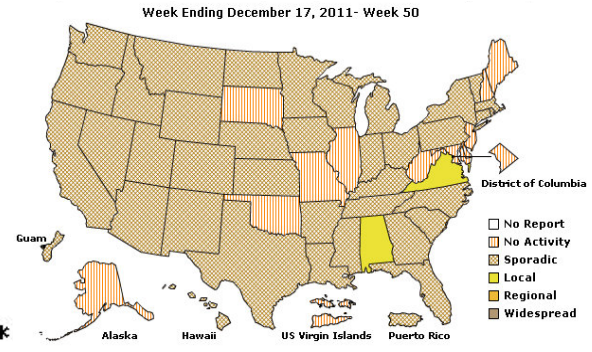 Week Ending December 17, 2011- Week 50
District of Columbia
No Report
No Activity
Sporadic
Local
Regional
Widespread
Guam
Alaska
Hawaii
US Virgin Islands
Puerto Rico